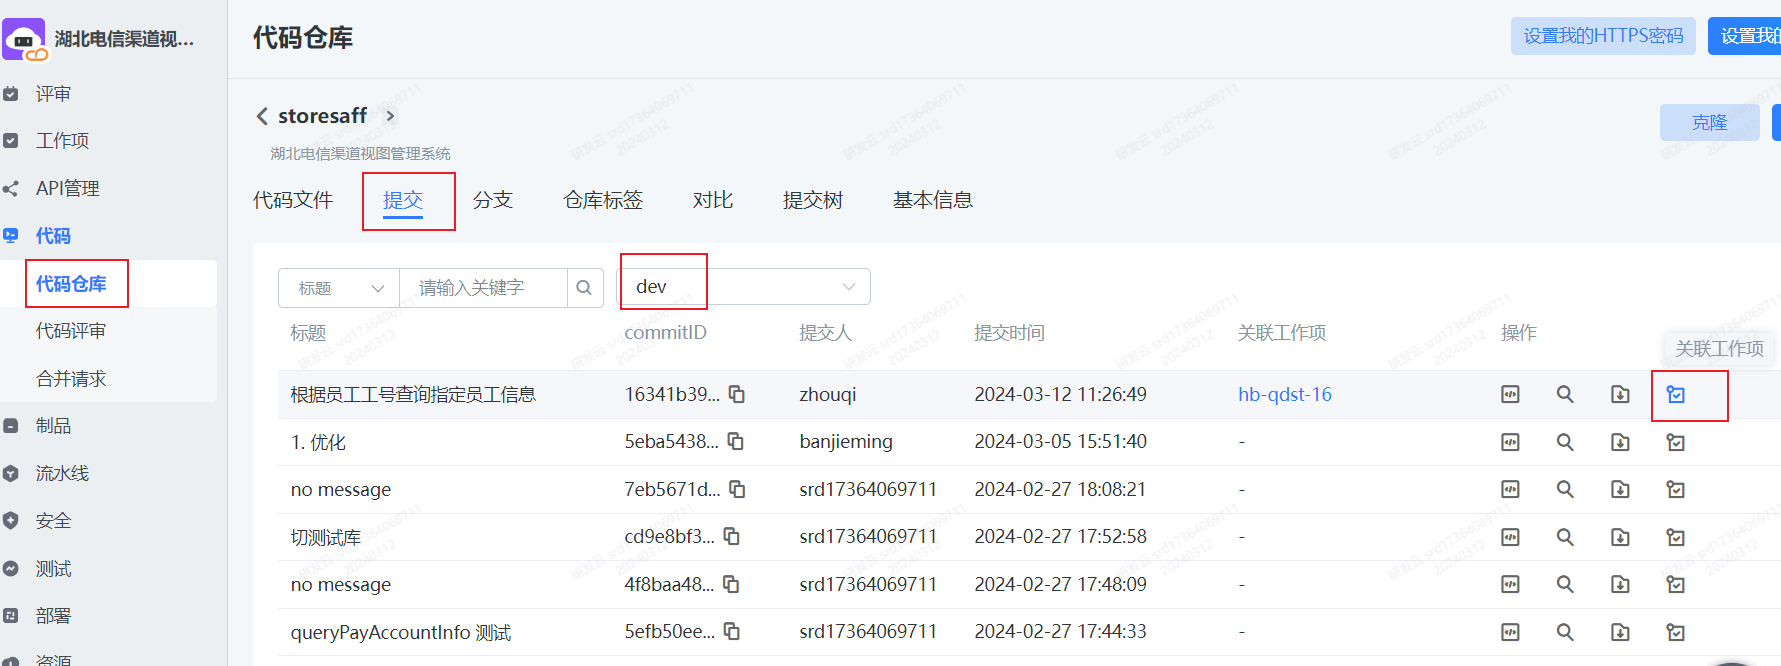 湖北电信渠道视...
代码仓库
设置我的HTTPS密码
设置我的
评审
工作项
API管理
代码
代码仓库
代码评审
合并请求
制品
流水线
安全
测试
部署
资源
storesaff
湖北电信渠道视图管理系统
克隆
代码文件
提交
分支
仓库标签
对比
提交树
基本信息
标题
请输入关键字
dev
标题 commitID 提交人 提交时间 关联工作项 操作
关联工作项
根据员工工号查询指定员工信息 16341b39... zhouqi 2024-03-12 11:26:49 hb-qdst-16
1. 优化 5eba5438... banjieming 2024-03-05 15:51:40 -
no message 7eb5671d... srd17364069711 2024-02-27 18:08:21 -
切测试库 cd9e8bf3... srd17364069711 2024-02-27 17:52:58 -
no message 4f8baa48... srd17364069711 2024-02-27 17:48:09 -
queryPayAccountInfo 测试 5efb50ee... srd17364069711 2024-02-27 17:44:33 -
研发云 srd17364069711
20240312